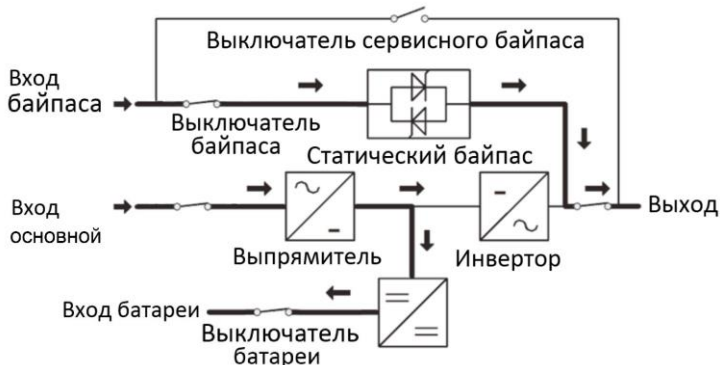 Выключатель сервисного байпаса
Вход
байпаса
Выключатель
байпаса
Статический байпас
Вход
основной
Выпрямитель
Инвертор
Выход
Вход батареи
Выключатель
батареи